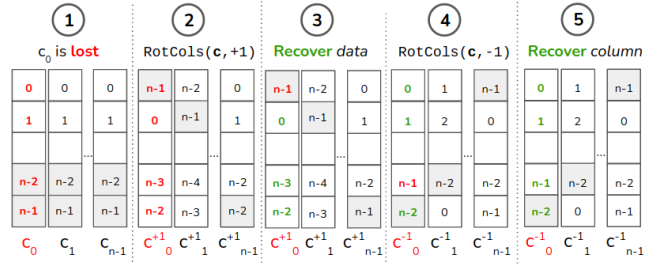 1 2 3 4 5
c0 is lost RotCols(c,+1) Recover data RotCols(c,-1) Recover column
0 0 0 n-1 n-2 0 n-1 n-2 0 0 1 n-1 0 1 n-1
1 1 1 0 n-1 1 0 n-1 1 1 2 0 1 2 0
... ... ... ... ...
n-2 n-2 n-2 n-3 n-4 n-2 n-3 n-4 n-2 n-1 n-2 n-2 n-1 n-2 n-2
n-1 n-1 n-1 n-2 n-3 n-2 n-2 n-3 n-1 n-2 0 n-1 n-2 0 n-1
C0 C1 Cn-1 C+10 C+11 C+1n-1 C+10 C+11 C+1n-1 C-10 C-11 C-1n-1 C-10 C-11 C-1n-1